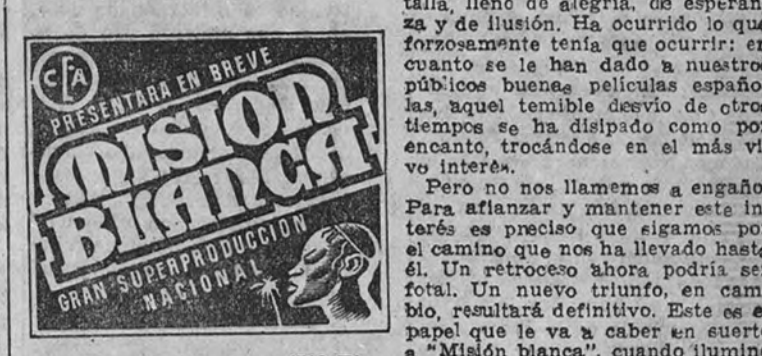 CEA
PRESENTARA EN BREVE
MISION
BLANCA
GRAN SUPERPRODUCCION
NACIONAL
talla, lleno de alegría, de esperan
za y de ilusión. Ha ocurrido lo que
forzosamente tenía que ocurrir: en
cuanto se le han dado a nuestros
públicos buenas películas españo
las, aquel temible desvío de otros
tiempos se ha disipado como por
encanto, trocándose en el más vi
vo interés.
Pero no nos llamemos a engaño.
Para afianzar y mantener este in
terés es preciso que sigamos por
el camino que nos ha llevado hasta
él. Un retroceso ahora podría ser
fotal. Un nuevo triunfo, en cam
bio, resultará definitivo. Este es el
papel que le va a caber en suerte
a "Misión blanca", cuando ilumine